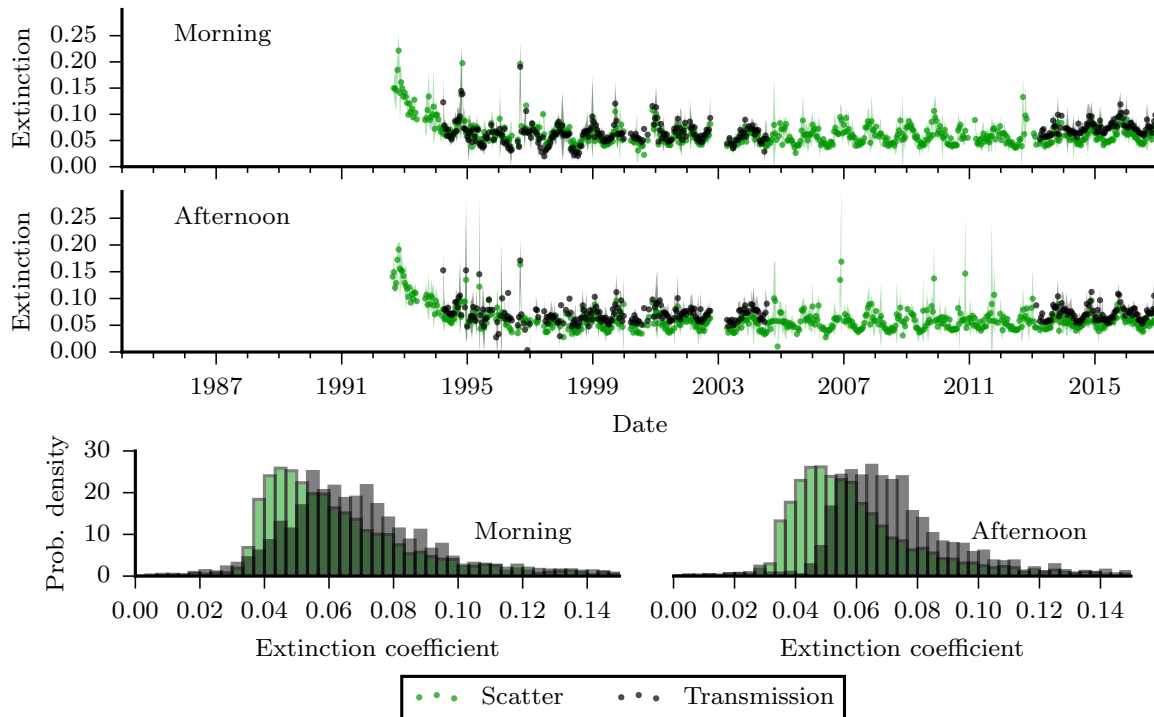 Extinction
0.25
0.20
0.15
0.10
0.05
0.00
Morning
Extinction
0.25
0.20
0.15
0.10
0.05
0.00
Afternoon
1987 1991 1995 1999 2003 2007 2011 2015
Date
Prob. density
30
20
10
0
Morning
0.00 0.02 0.04 0.06 0.08 0.10 0.12 0.14
Extinction coefficient
Afternoon
0.00 0.02 0.04 0.06 0.08 0.10 0.12 0.14
Extinction coefficient
Scatter Transmission